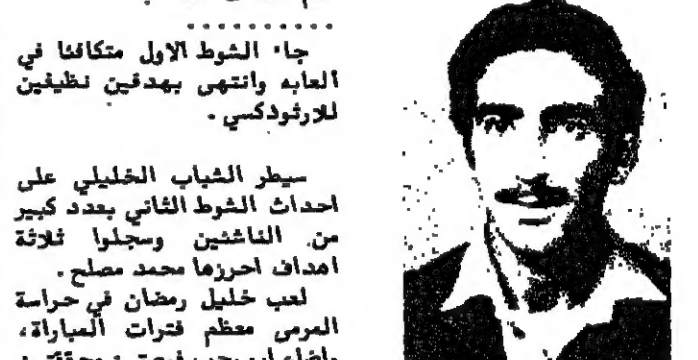 ..........
جاء الشوط الاول متكافئا في
العابه وانتهى بهدفين نظيفين
للارثوذكسي .
سيطر الشباب الخليلي على
احداث الشوط الثاني بعدد كبير
من الناشئين وسجلوا ثلاثة
اهداف احرزها محمد مصلح .
لعب خليل رمضان في حراسة
المرمى معظم فترات المباراة،